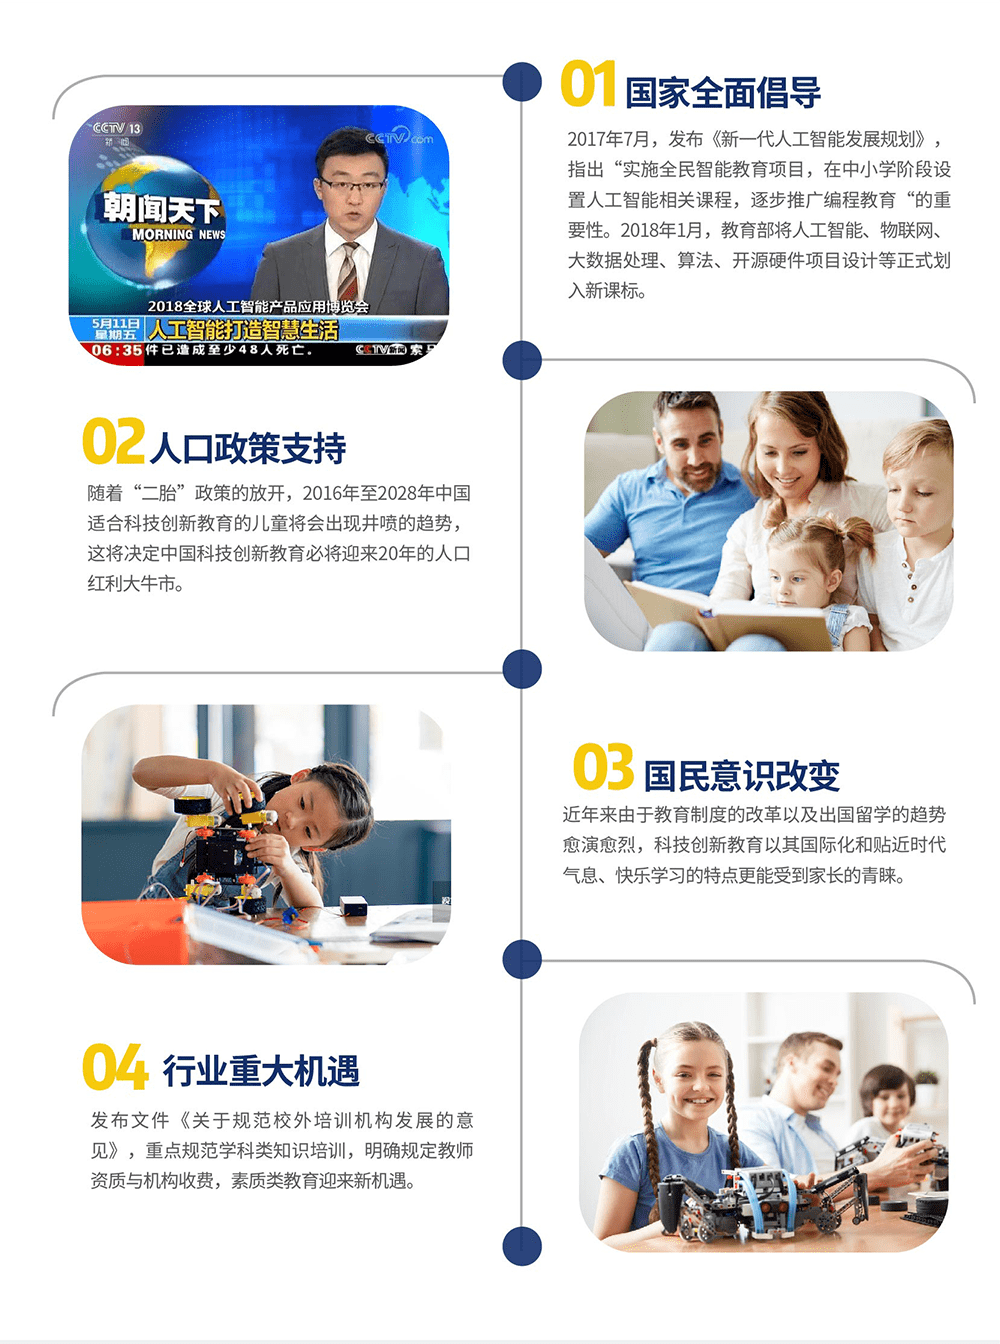 01 国家全面倡导
2017年7月，发布《新一代人工智能发展规划》，
指出“实施全民智能教育项目，在中小学阶段设
置人工智能相关课程，逐步推广编程教育“的重
要性。2018年1月，教育部将人工智能、物联网、
大数据处理、算法、开源硬件项目设计等正式划
入新课标。
CCTV 13
新闻
CCTV.com
朝闻天下
MORNING NEWS
2018全球人工智能产品应用博览会
5月11日
星期五
人工智能打造智慧生活
06:35 件已造成至少48人死亡。 CCTV新闻
02 人口政策支持
随着“二胎”政策的放开，2016年至2028年中国
适合科技创新教育的儿童将会出现井喷的趋势，
这将决定中国科技创新教育必将迎来20年的人口
红利大牛市。
03 国民意识改变
近年来由于教育制度的改革以及出国留学的趋势
愈演愈烈，科技创新教育以其国际化和贴近时代
气息、快乐学习的特点更能受到家长的青睐。
04 行业重大机遇
发布文件《关于规范校外培训机构发展的意
见》，重点规范学科类知识培训，明确规定教师
资质与机构收费，素质类教育迎来新机遇。